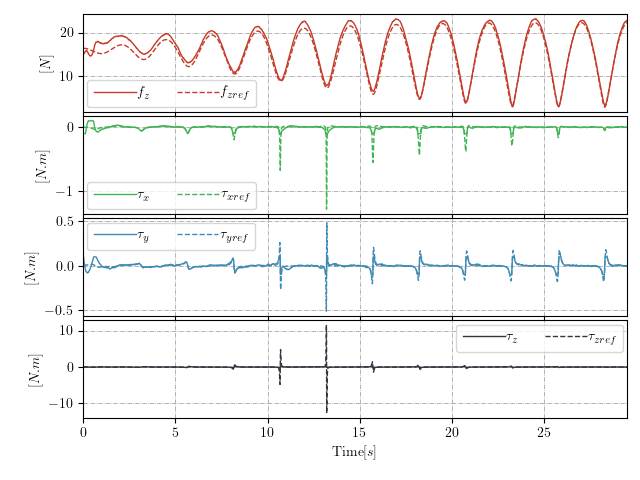 20
10
[N]
f_z f_zref
0
−1
[N.m]
τ_x τ_xref
0.5
0.0
−0.5
[N.m]
τ_y τ_yref
10
0
−10
[N.m]
τ_z τ_zref
0 5 10 15 20 25
Time[s]